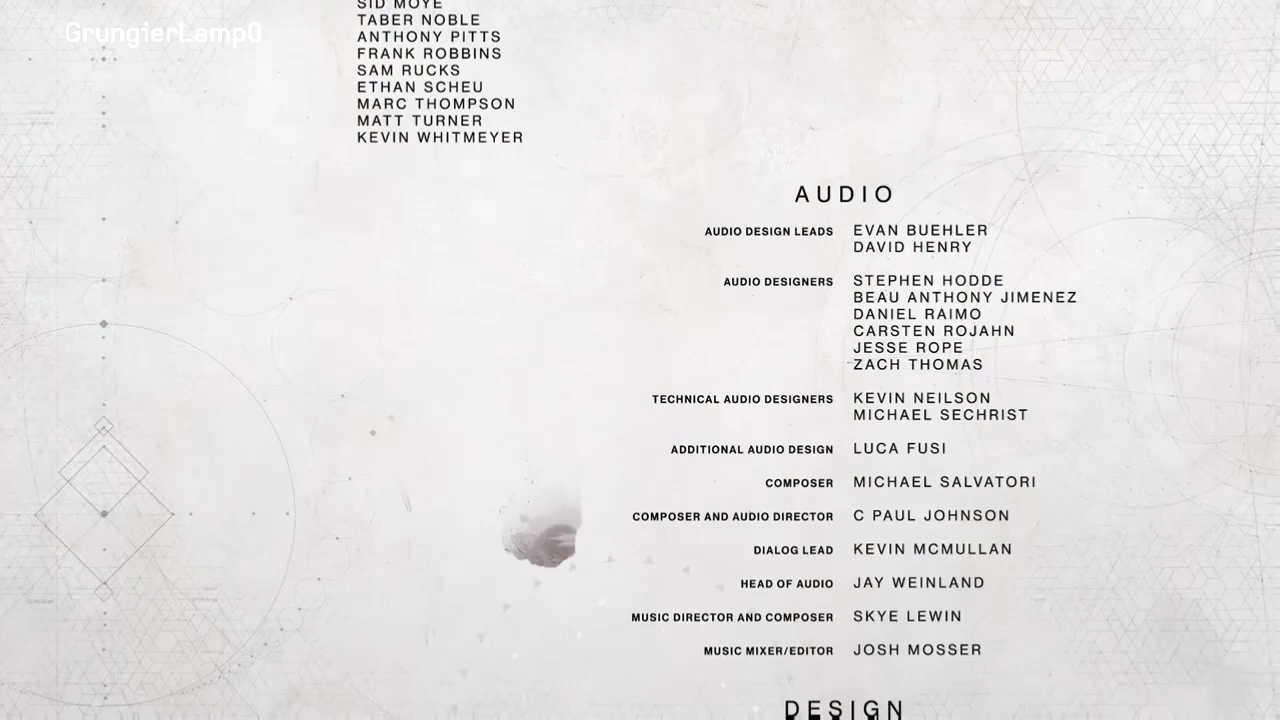 SID MOYE
GrungierLamp0
TABER NOBLE
ANTHONY PITTS
FRANK ROBBINS
SAM RUCKS
ETHAN SCHEU
MARC THOMPSON
MATT TURNER
KEVIN WHITMEYER
AUDIO
AUDIO DESIGN LEADS EVAN BUEHLER
DAVID HENRY
AUDIO DESIGNERS STEPHEN HODDE
BEAU ANTHONY JIMENEZ
DANIEL RAIMO
CARSTEN ROJAHN
JESSE ROPE
ZACH THOMAS
TECHNICAL AUDIO DESIGNERS KEVIN NEILSON
MICHAEL SECHRIST
ADDITIONAL AUDIO DESIGN LUCA FUSI
COMPOSER MICHAEL SALVATORI
COMPOSER AND AUDIO DIRECTOR C PAUL JOHNSON
DIALOG LEAD KEVIN MCMULLAN
HEAD OF AUDIO JAY WEINLAND
MUSIC DIRECTOR AND COMPOSER SKYE LEWIN
MUSIC MIXER/EDITOR JOSH MOSSER
DESIGN